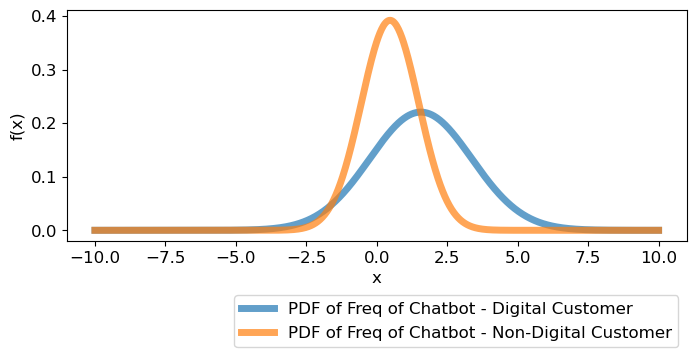 0.4
0.3
0.2
0.1
0.0
f(x)
−10.0 −7.5 −5.0 −2.5 0.0 2.5 5.0 7.5 10.0
x
PDF of Freq of Chatbot - Digital Customer
PDF of Freq of Chatbot - Non-Digital Customer